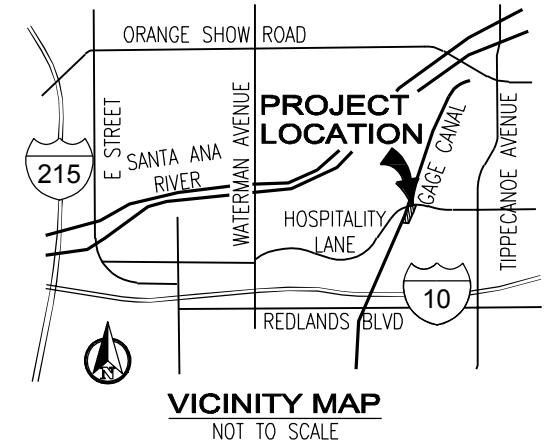 ORANGE SHOW ROAD
E STREET
WATERMAN AVENUE
PROJECT
LOCATION
GAGE CANAL
TIPPECANOE AVENUE
215
SANTA ANA
RIVER
HOSPITALITY
LANE
10
REDLANDS BLVD
N
VICINITY MAP
NOT TO SCALE